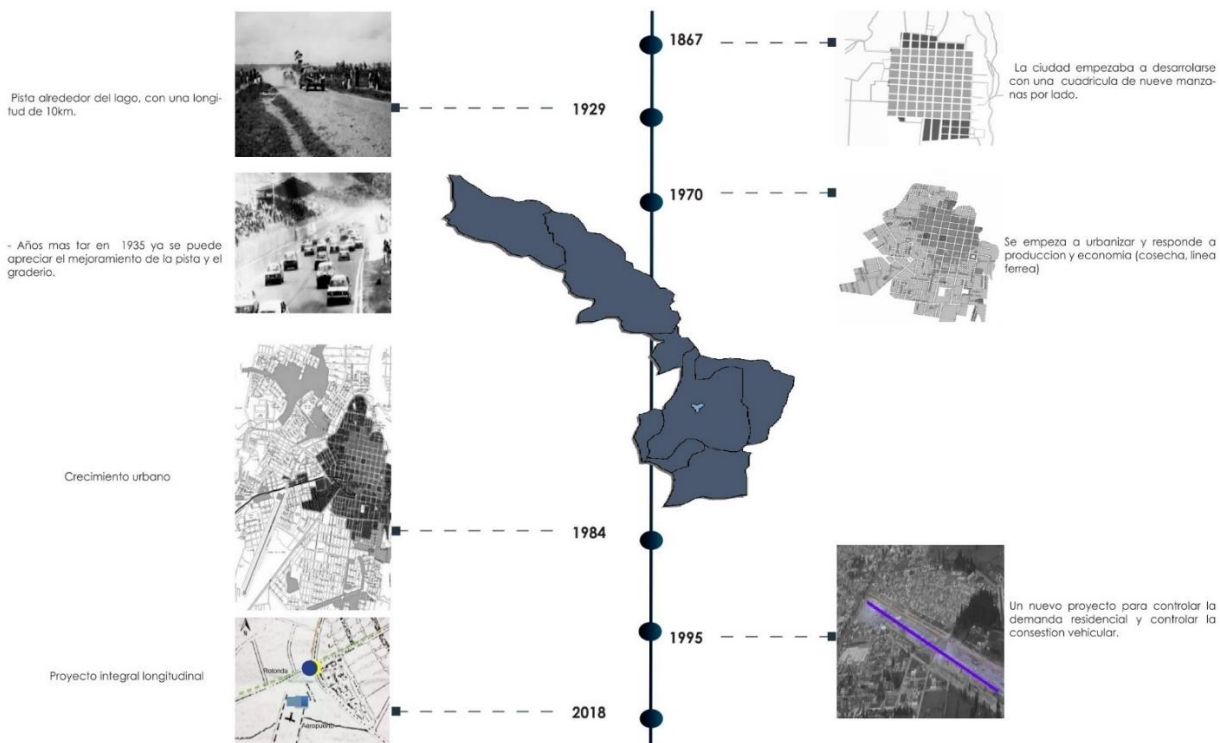 1867
La ciudad empezaba a desarrolarse
con una cuadricula de nueve manza-
nas por lado.
Pista alrededor del lago, con una longi-
tud de 10km.
1929
1970
Se empeza a urbanizar y responde a
produccion y economia (cosecha, linea
ferrea)
- Años mas tar en 1935 ya se puede
apreciar el mejoramiento de la pista y el
graderio.
Crecimiento urbano
1984
1995
Un nuevo proyecto para controlar la
demanda residencial y controlar la
consestion vehicular.
Proyecto integral longitudinal
Rotonda
Aeropuerto
2018